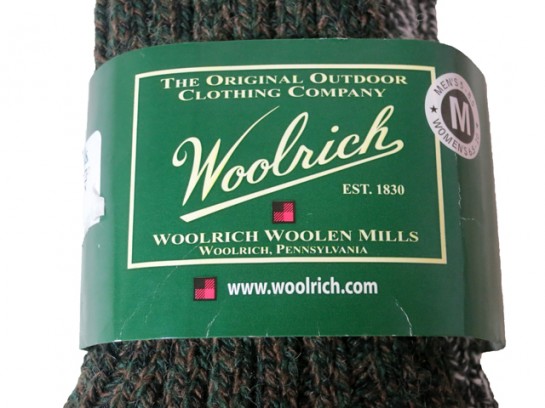 THE ORIGINAL OUTDOOR
CLOTHING COMPANY
Woolrich
EST. 1830
WOOLRICH WOOLEN MILLS
WOOLRICH, PENNSYLVANIA
www.woolrich.com
MEN'S
M
WOMEN'S